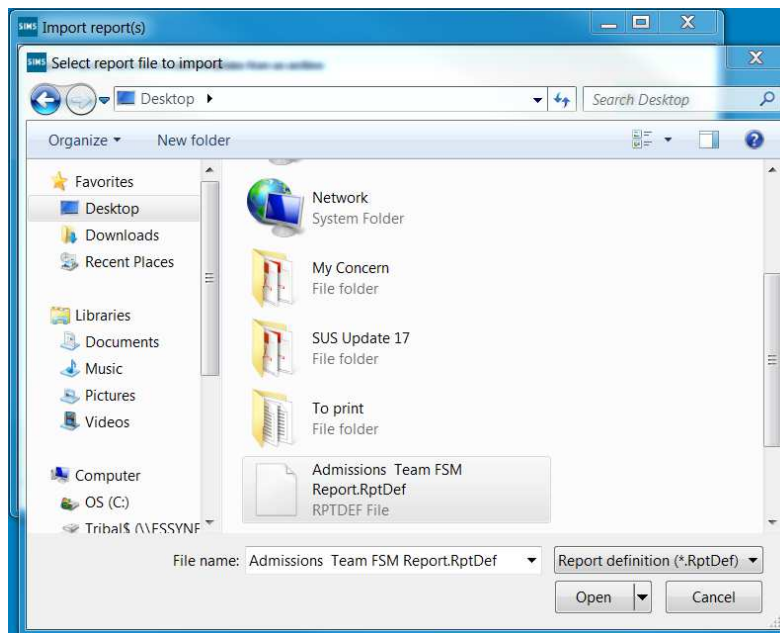 SIMS Import report(s)
SIMS Select report file to import
Desktop
Search Desktop
Organize New folder
Favorites
Desktop
Downloads
Recent Places
Libraries
Documents
Music
Pictures
Videos
Computer
OS (C:)
Tribal$ (\\ESSYNF
Network
System Folder
My Concern
File folder
SUS Update 17
File folder
To print
File folder
Admissions Team FSM
Report.RptDef
RPTDEF File
File name: Admissions Team FSM Report.RptDef Report definition (*.RptDef)
Open Cancel